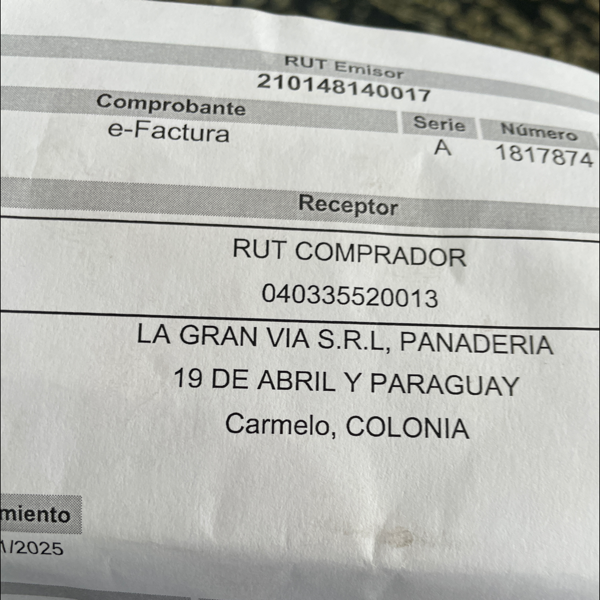 RUT Emisor
210148140017
Comprobante Serie Número
e-Factura A 1817874
Receptor
RUT COMPRADOR
040335520013
LA GRAN VIA S.R.L, PANADERIA
19 DE ABRIL Y PARAGUAY
Carmelo, COLONIA
miento
1/2025